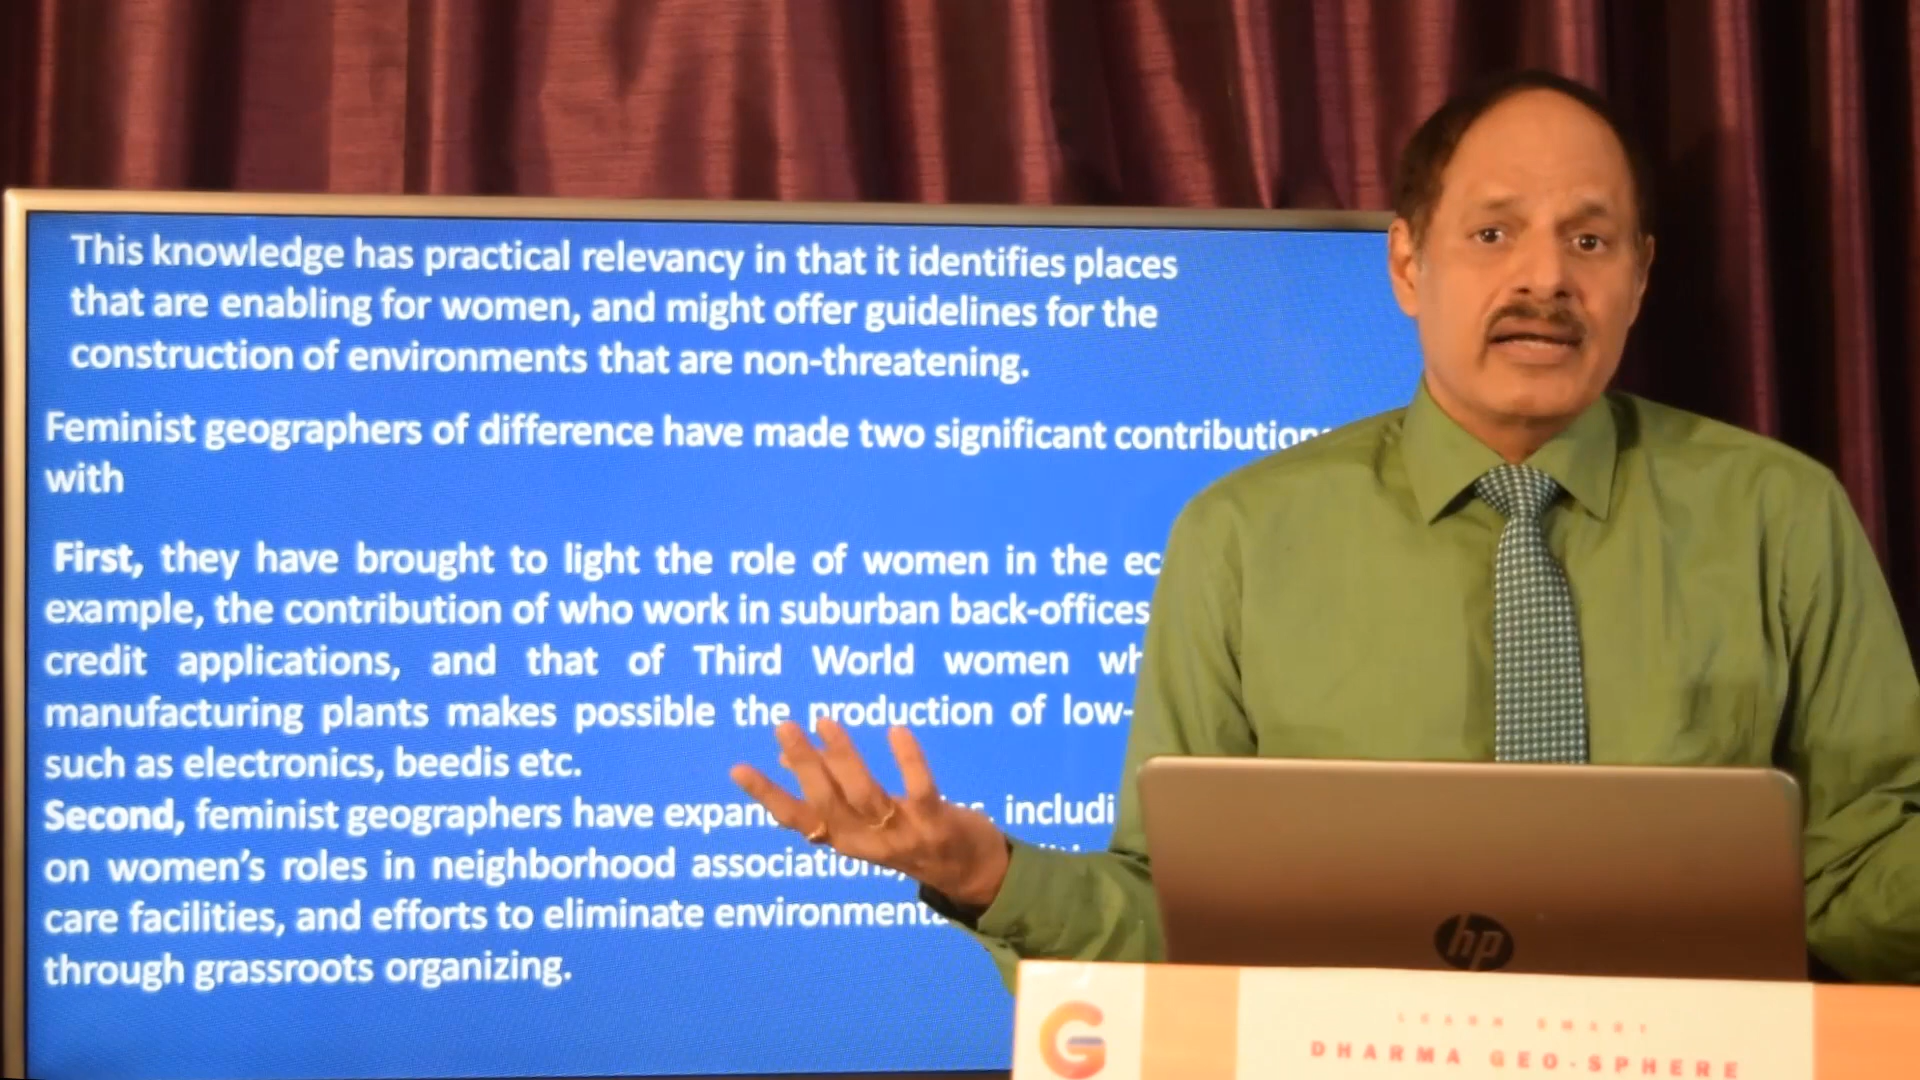 This knowledge has practical relevancy in that it identifies places
that are enabling for women, and might offer guidelines for the
construction of environments that are non-threatening.
Feminist geographers of difference have made two significant
with
First, they have brought to light the role of women in the
example, the contribution of who work in suburban back-offices
credit applications, and that of Third World women
manufacturing plants makes possible the production of low-
such as electronics, beedis etc.
Second, feminist geographers have
on women's roles in neighborhood
care facilities, and efforts to eliminate
through grassroots organizing.
hp
G
LEARN SMART
DHARMA GEO-SPHERE